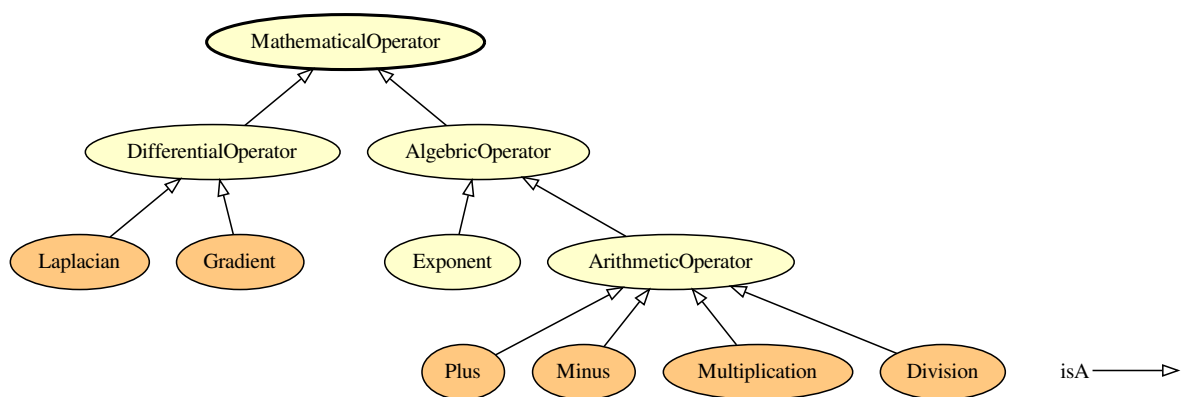 MathematicalOperator
DifferentialOperator
AlgebricOperator
Laplacian
Gradient
Exponent
ArithmeticOperator
Plus
Minus
Multiplication
Division
isA